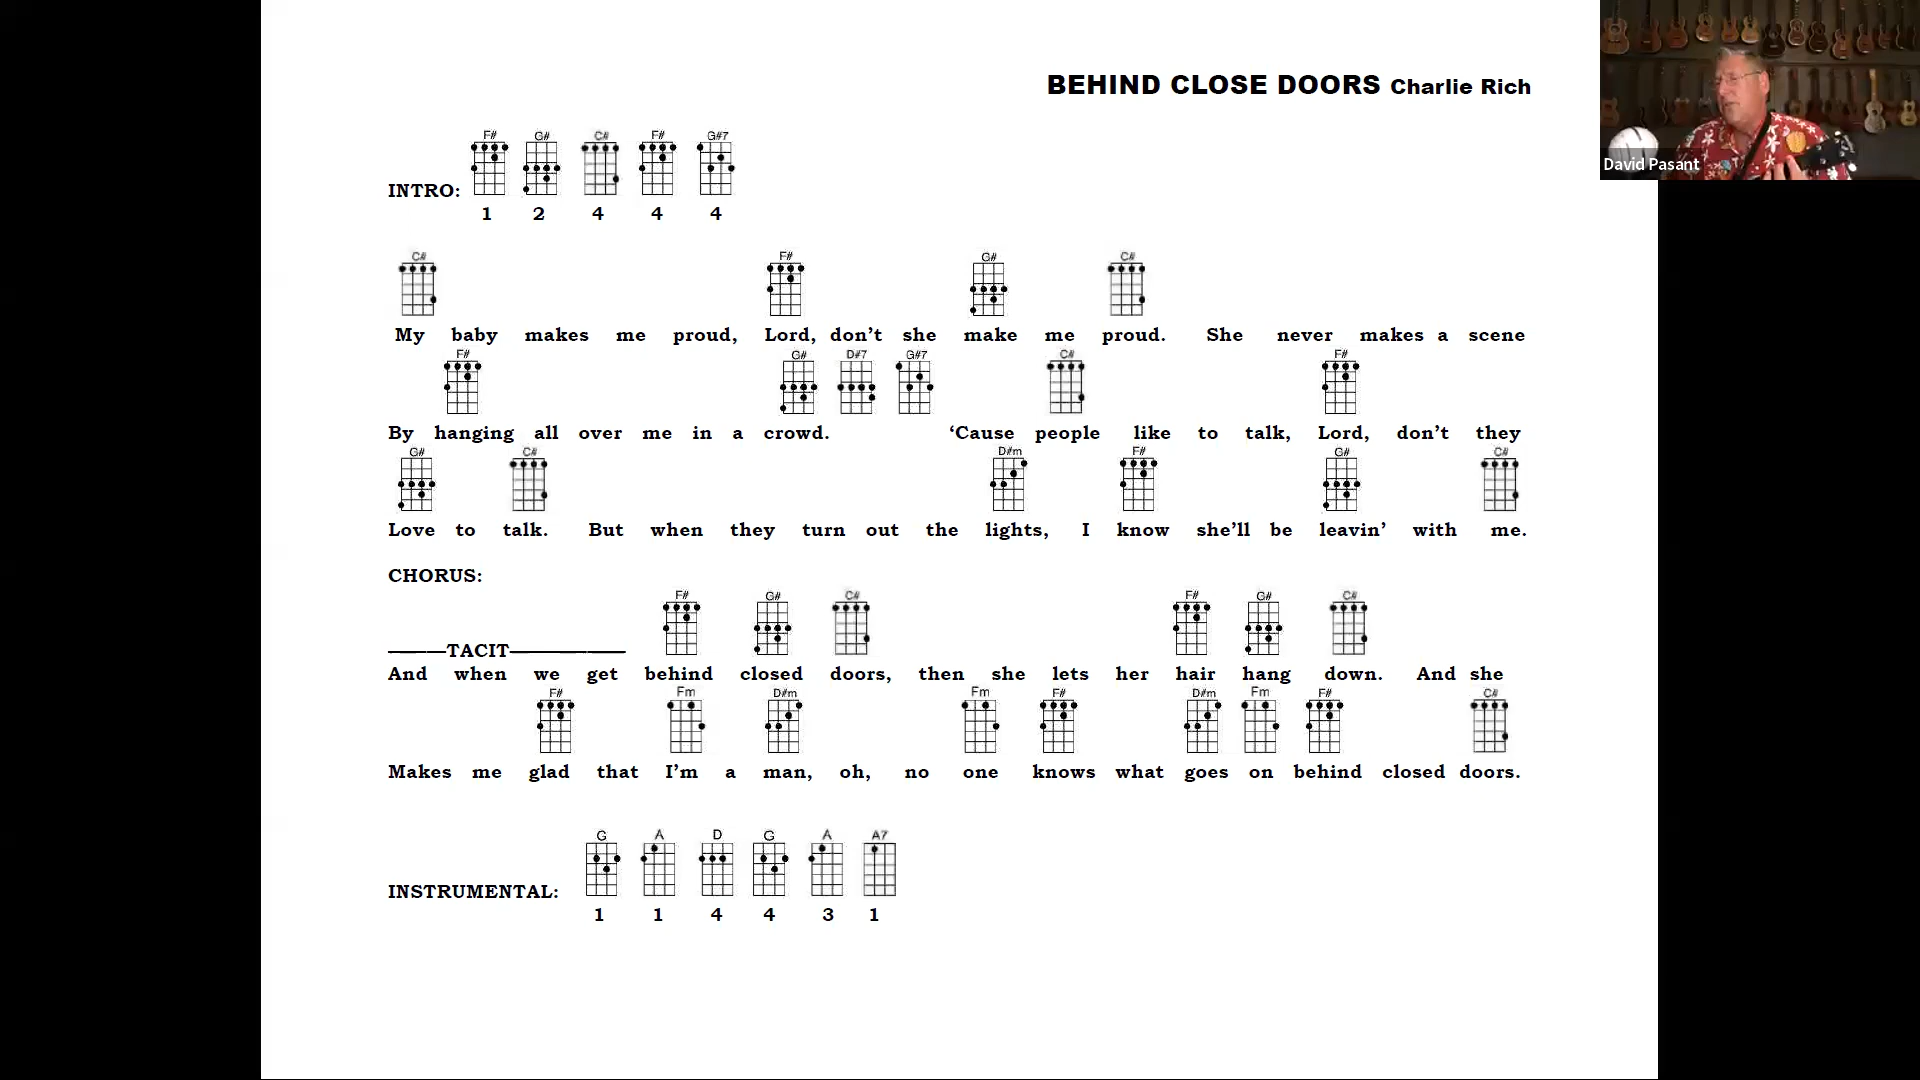 BEHIND CLOSE DOORS Charlie Rich
David Pasant
F# G# C# F# G#7
INTRO:
1 2 4 4 4
C# F# G# C#
My baby makes me proud, Lord, don’t she make me proud. She never makes a scene
F# G# D#7 G#7 C# F#
By hanging all over me in a crowd. ‘Cause people like to talk, Lord, don’t they
G# C# D#m F# G# C#
Love to talk. But when they turn out the lights, I know she’ll be leavin’ with me.
CHORUS:
F# G# C# F# G# C#
———TACIT——————
And when we get behind closed doors, then she lets her hair hang down. And she
F# Fm D#m Fm F# D#m Fm F# C#
Makes me glad that I’m a man, oh, no one knows what goes on behind closed doors.
G A D G A A7
INSTRUMENTAL:
1 1 4 4 3 1